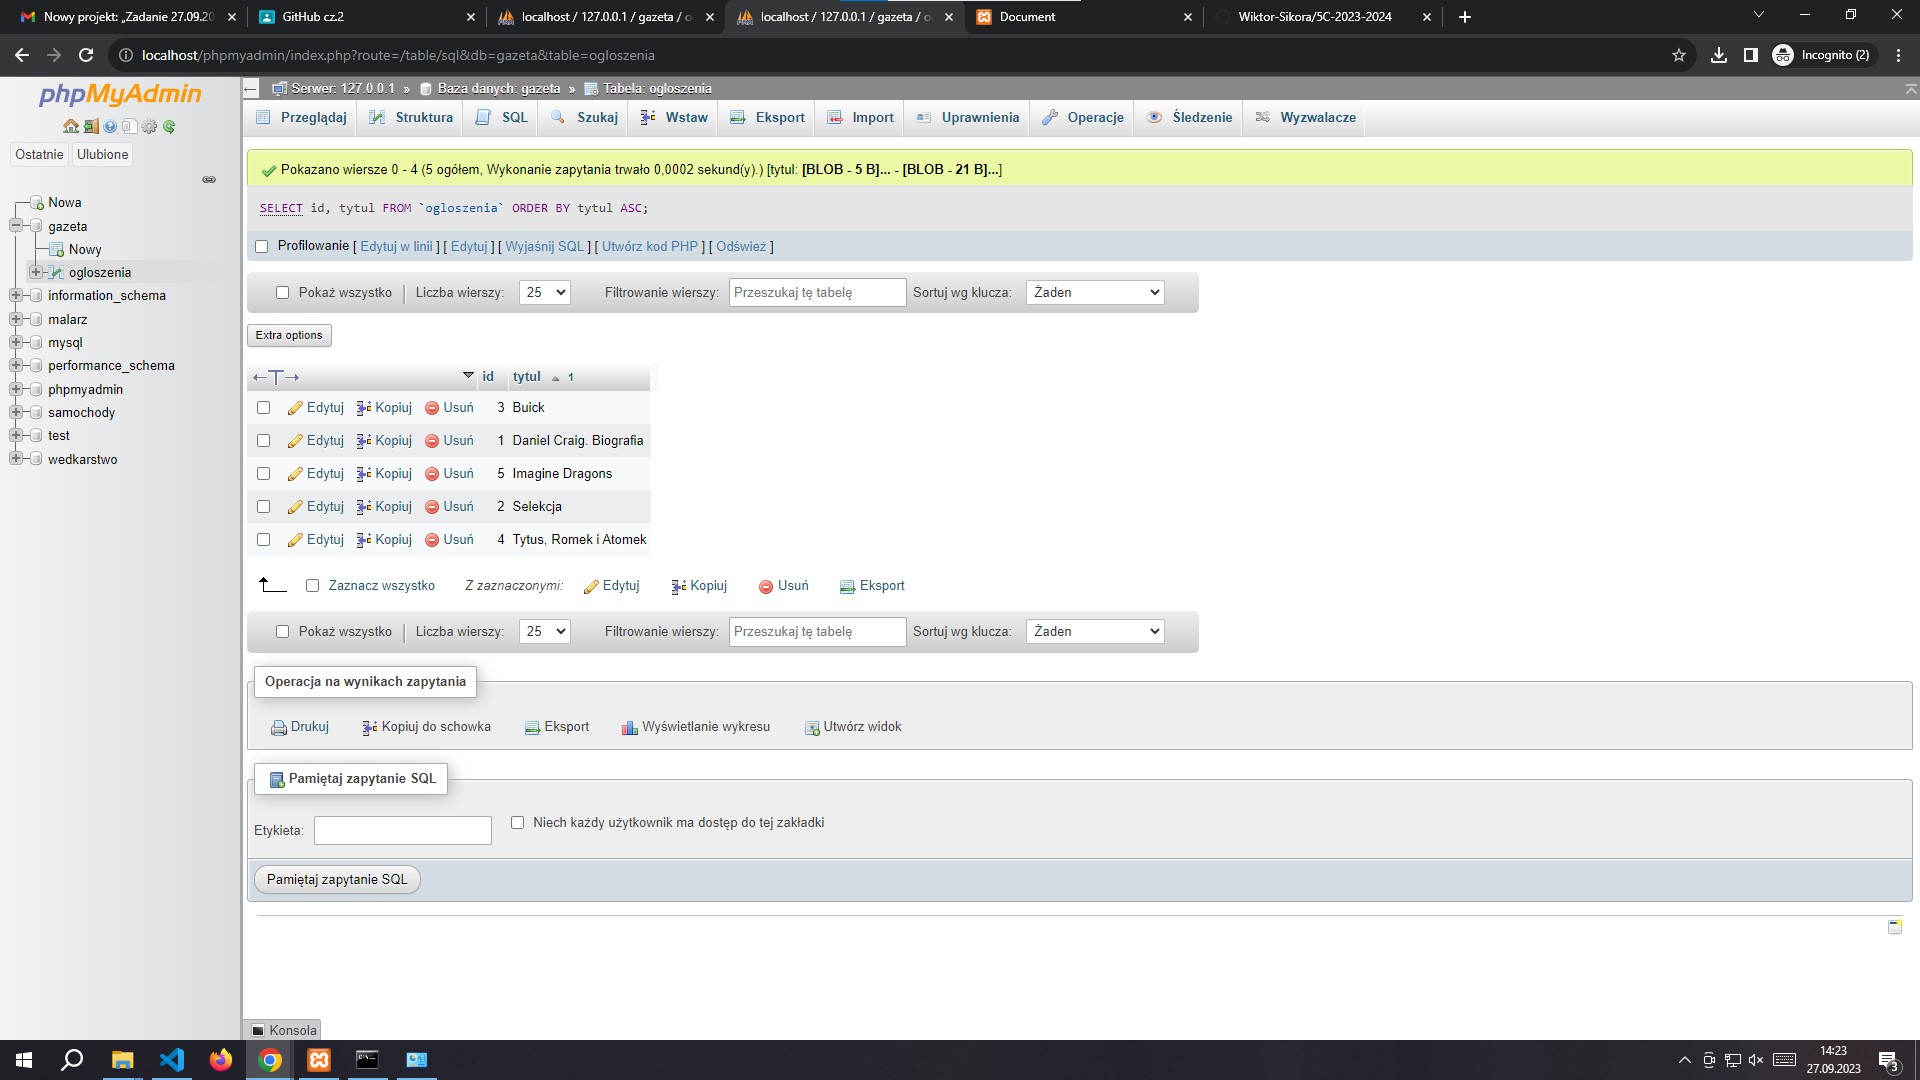 Nowy projekt: „Zadanie 27.09.20
GitHub cz.2
localhost / 127.0.0.1 / gazeta / o
localhost / 127.0.0.1 / gazeta / o
Document
Wiktor-Sikora/5C-2023-2024
localhost/phpmyadmin/index.php?route=/table/sql&db=gazeta&table=ogloszenia
Incognito (2)
phpMyAdmin
Ostatnie
Ulubione
Nowa
gazeta
Nowy
ogloszenia
information_schema
malarz
mysql
performance_schema
phpmyadmin
samochody
test
wedkarstwo
Serwer: 127.0.0.1 » Baza danych: gazeta » Tabela: ogloszenia
Przeglądaj Struktura SQL Szukaj Wstaw Eksport Import Uprawnienia Operacje Śledzenie Wyzwalacze
Pokazano wiersze 0 - 4 (5 ogółem, Wykonanie zapytania trwało 0,0002 sekund(y).) [tytul: [BLOB - 5 B]... - [BLOB - 21 B]...]
SELECT id, tytul FROM `ogloszenia` ORDER BY tytul ASC;
Profilowanie [ Edytuj w linii ] [ Edytuj ] [ Wyjaśnij SQL ] [ Utwórz kod PHP ] [ Odśwież ]
Pokaż wszystko Liczba wierszy: 25 Filtrowanie wierszy: Przeszukaj tę tabelę Sortuj wg klucza: Żaden
Extra options
←T→ id tytul 1
Edytuj Kopiuj Usuń 3 Buick
Edytuj Kopiuj Usuń 1 Daniel Craig. Biografia
Edytuj Kopiuj Usuń 5 Imagine Dragons
Edytuj Kopiuj Usuń 2 Selekcja
Edytuj Kopiuj Usuń 4 Tytus, Romek i Atomek
Zaznacz wszystko Z zaznaczonymi: Edytuj Kopiuj Usuń Eksport
Pokaż wszystko Liczba wierszy: 25 Filtrowanie wierszy: Przeszukaj tę tabelę Sortuj wg klucza: Żaden
Operacja na wynikach zapytania
Drukuj Kopiuj do schowka Eksport Wyświetlanie wykresu Utwórz widok
Pamiętaj zapytanie SQL
Etykieta: Niech każdy użytkownik ma dostęp do tej zakładki
Pamiętaj zapytanie SQL
Konsola
14:23
27.09.2023
3